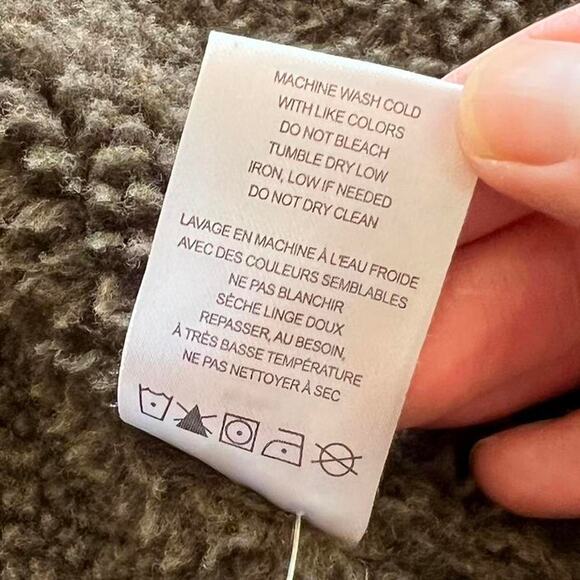 MACHINE WASH COLD
WITH LIKE COLORS
DO NOT BLEACH
TUMBLE DRY LOW
IRON, LOW IF NEEDED
DO NOT DRY CLEAN
LAVAGE EN MACHINE À L'EAU FROIDE
AVEC DES COULEURS SEMBLABLES
NE PAS BLANCHIR
SÈCHE LINGE DOUX
REPASSER, AU BESOIN,
À TRÈS BASSE TEMPÉRATURE
NE PAS NETTOYER À SEC